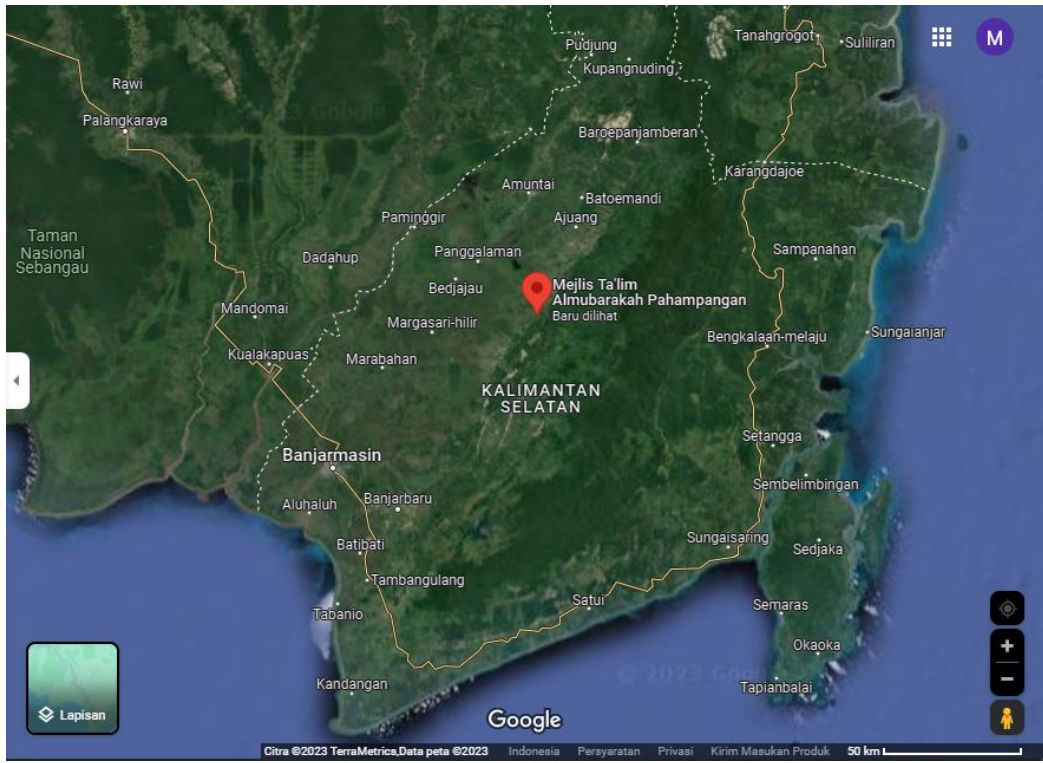 Pudjung
Tanahgrogot
Suliliran
M
Kupangnuding
Rawi
Palangkaraya
Baroepanjamberan
Karangdajoe
Amuntai
Batoemandi
Paminggir
Ajuang
Taman
Nasional
Sebangau
Dadahup
Panggalaman
Sampanahan
Bedjajau
Mejlis Ta'lim
Almubarakah Pahampangan
Baru dilihat
Mandomai
Margasari-hilir
Bengkalaan-melaju
Sungaianjar
Kualakapuas
Marabahan
KALIMANTAN
SELATAN
Setangga
Banjarmasin
Sembelimbingan
Aluhaluh
Banjarbaru
Batibati
Sungaisaring
Sedjaka
Tambangulang
Tabanio
Satui
Semaras
Okaoka
© 2023 Goo
Kandangan
Tapianbalai
Lapisan
Google
Citra ©2023 TerraMetrics,Data peta ©2023 Indonesia Persyaratan Privasi Kirim Masukan Produk 50 km